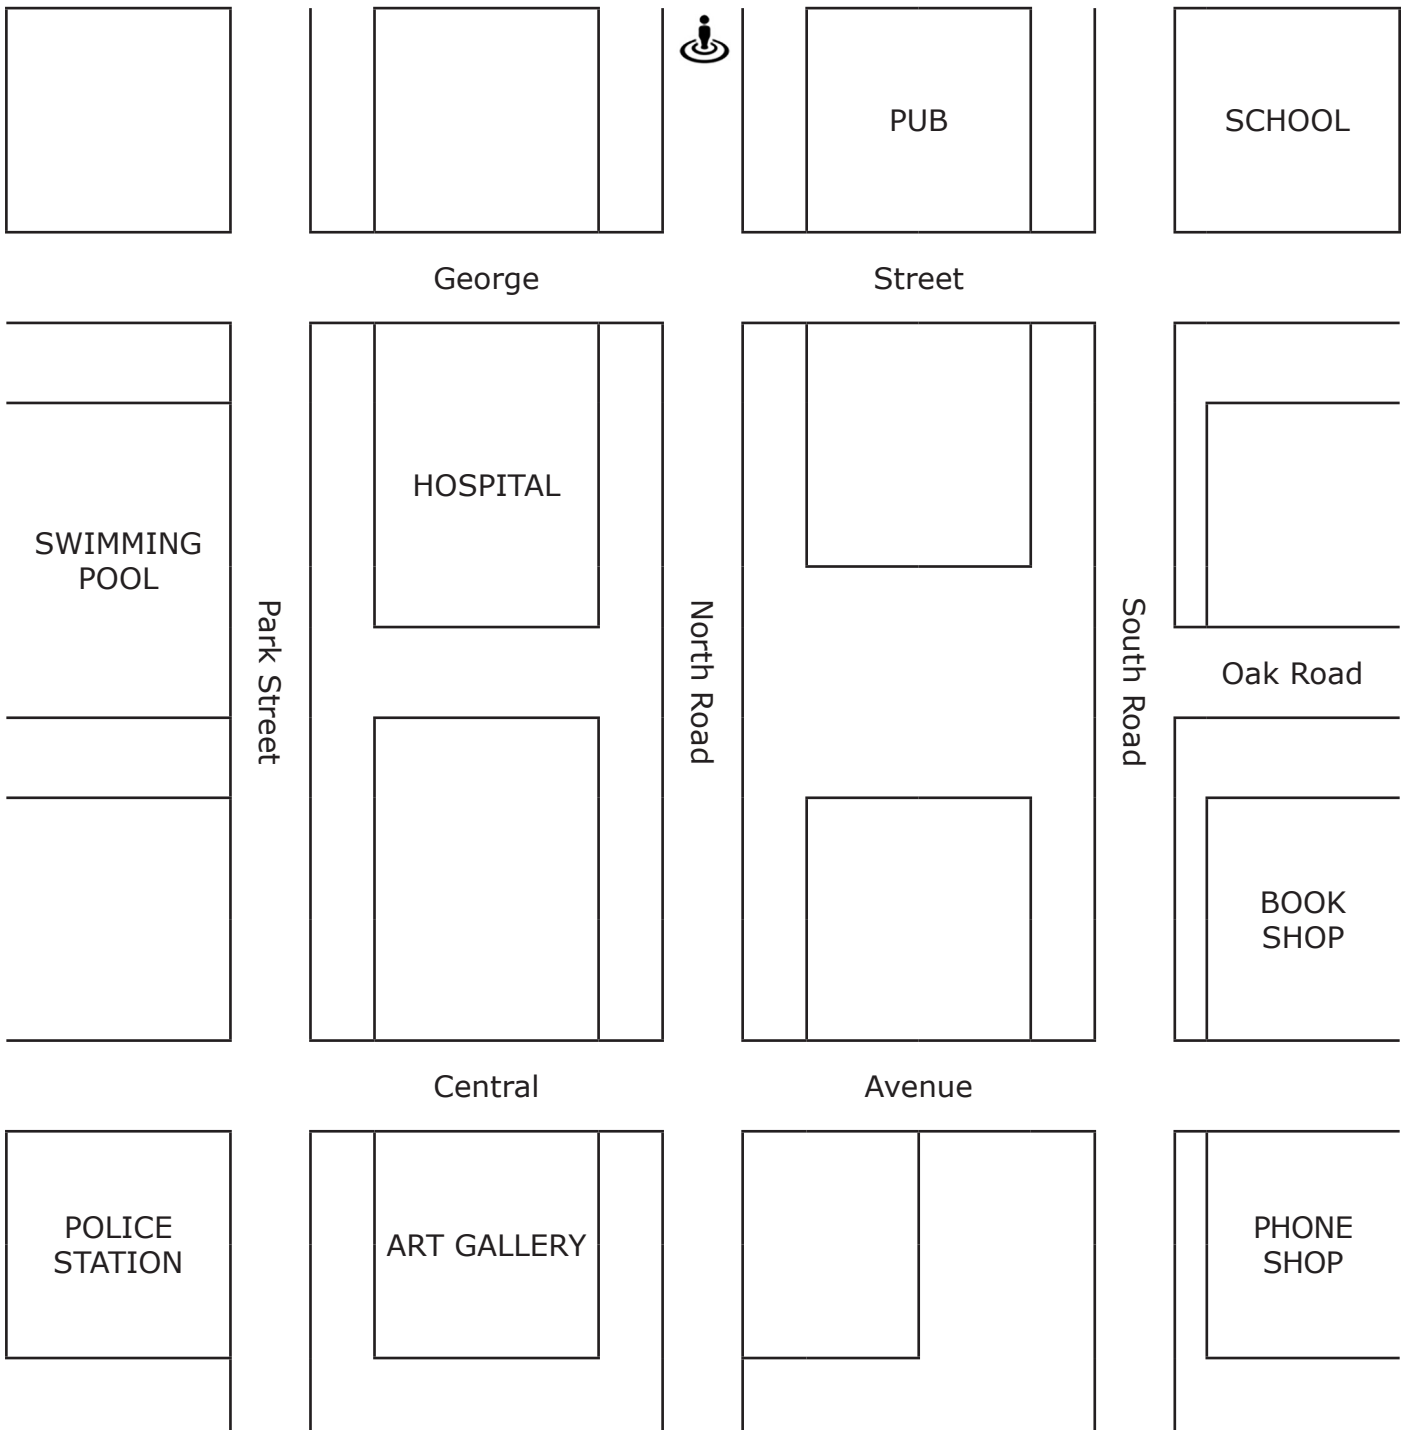 PUB
SCHOOL
George Street
HOSPITAL
SWIMMING
POOL
Park Street
North Road
South Road
Oak Road
BOOK
SHOP
Central Avenue
POLICE
STATION
ART GALLERY
PHONE
SHOP